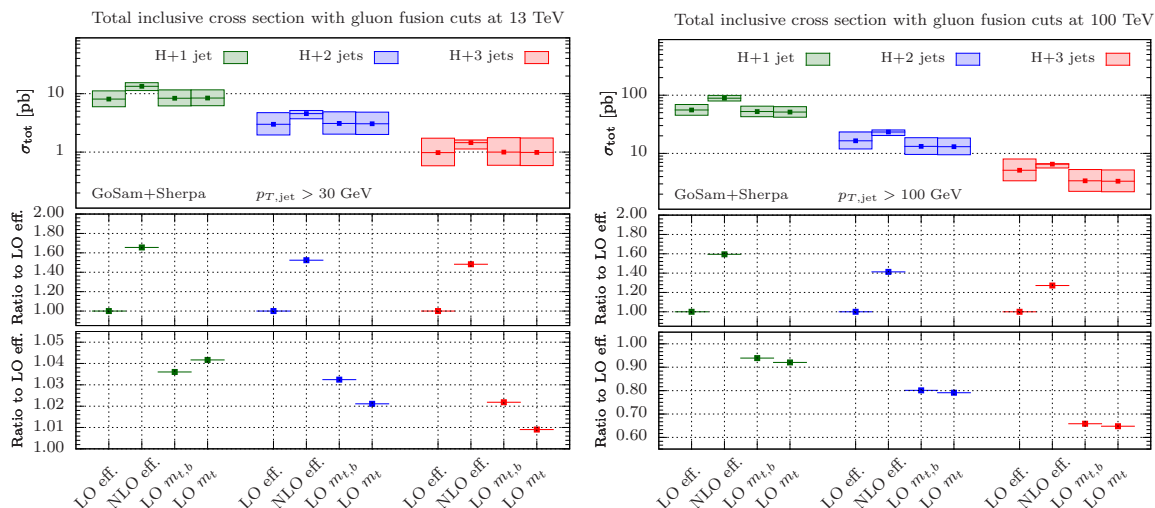 Total inclusive cross section with gluon fusion cuts at 13 TeV
H+1 jet
H+2 jets
H+3 jets
σtot [pb]
10
1
GoSam+Sherpa
pT,jet > 30 GeV
Ratio to LO eff.
2.00
1.80
1.60
1.40
1.20
1.00
Ratio to LO eff.
1.05
1.04
1.03
1.02
1.01
1.00
LO eff.
NLO eff.
LO mt,b
LO mt
LO eff.
NLO eff.
LO mt,b
LO mt
LO eff.
NLO eff.
LO mt,b
LO mt
Total inclusive cross section with gluon fusion cuts at 100 TeV
H+1 jet
H+2 jets
H+3 jets
σtot [pb]
100
10
GoSam+Sherpa
pT,jet > 100 GeV
Ratio to LO eff.
2.00
1.80
1.60
1.40
1.20
1.00
Ratio to LO eff.
1.00
0.90
0.80
0.70
0.60
LO eff.
NLO eff.
LO mt,b
LO mt
LO eff.
NLO eff.
LO mt,b
LO mt
LO eff.
NLO eff.
LO mt,b
LO mt